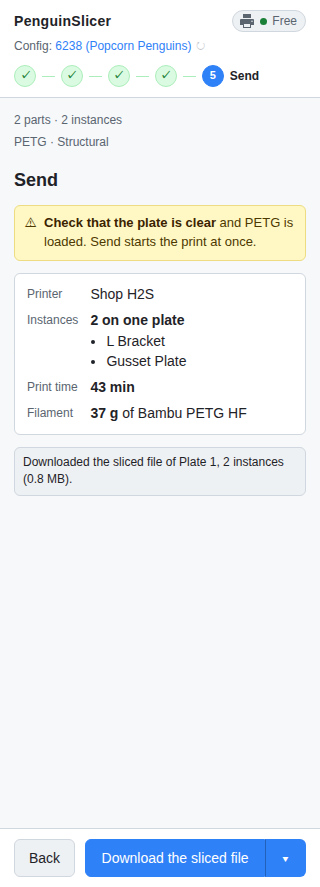 PenguinSlicer
Free
Config: 6238 (Popcorn Penguins)
5 Send
2 parts · 2 instances
PETG · Structural
Send
⚠ Check that the plate is clear and PETG is
loaded. Send starts the print at once.
Printer Shop H2S
Instances 2 on one plate
• L Bracket
• Gusset Plate
Print time 43 min
Filament 37 g of Bambu PETG HF
Downloaded the sliced file of Plate 1, 2 instances
(0.8 MB).
Back
Download the sliced file